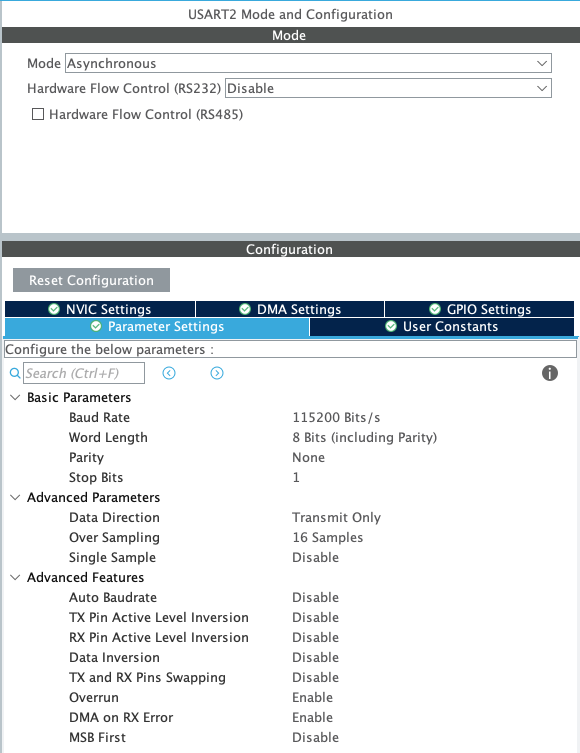 USART2 Mode and Configuration
Mode
Mode Asynchronous
Hardware Flow Control (RS232) Disable
Hardware Flow Control (RS485)
Configuration
Reset Configuration
NVIC Settings DMA Settings GPIO Settings
Parameter Settings User Constants
Configure the below parameters :
Search (Ctrl+F)
Basic Parameters
Baud Rate 115200 Bits/s
Word Length 8 Bits (including Parity)
Parity None
Stop Bits 1
Advanced Parameters
Data Direction Transmit Only
Over Sampling 16 Samples
Single Sample Disable
Advanced Features
Auto Baudrate Disable
TX Pin Active Level Inversion Disable
RX Pin Active Level Inversion Disable
Data Inversion Disable
TX and RX Pins Swapping Disable
Overrun Enable
DMA on RX Error Enable
MSB First Disable